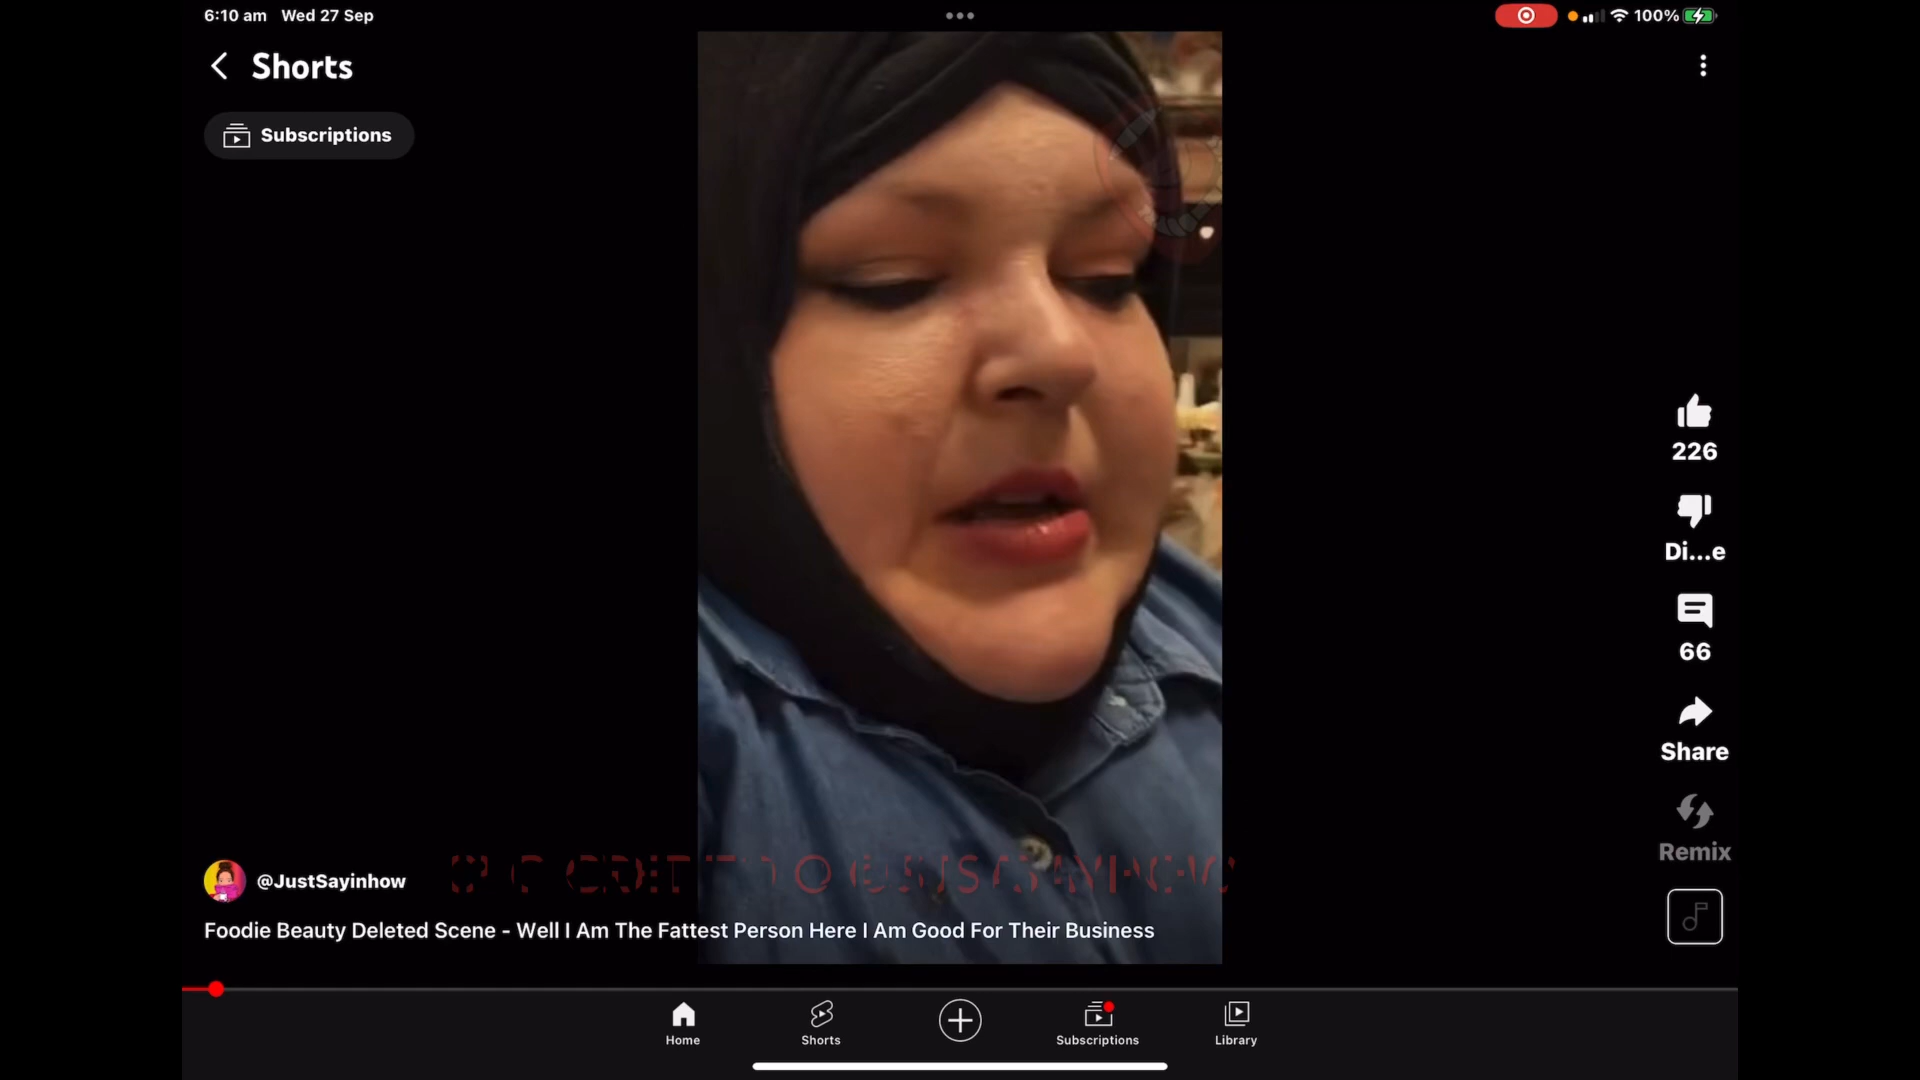 6:10 am Wed 27 Sep
100%
Shorts
Subscriptions
226
Di...e
66
Share
Remix
@JustSayinhow
Foodie Beauty Deleted Scene - Well I Am The Fattest Person Here I Am Good For Their Business
Home
Shorts
Subscriptions
Library